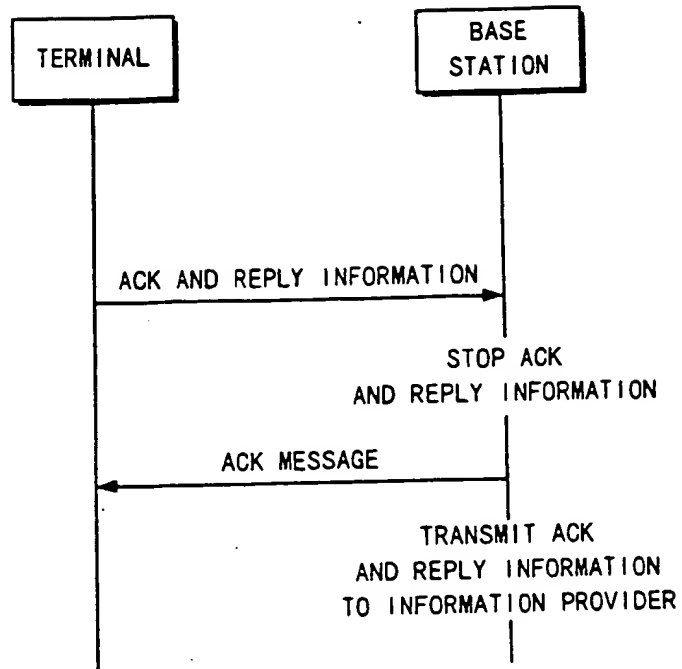 TERMINAL
BASE
STATION
ACK AND REPLY INFORMATION
STOP ACK
AND REPLY INFORMATION
ACK MESSAGE
TRANSMIT ACK
AND REPLY INFORMATION
TO INFORMATION PROVIDER